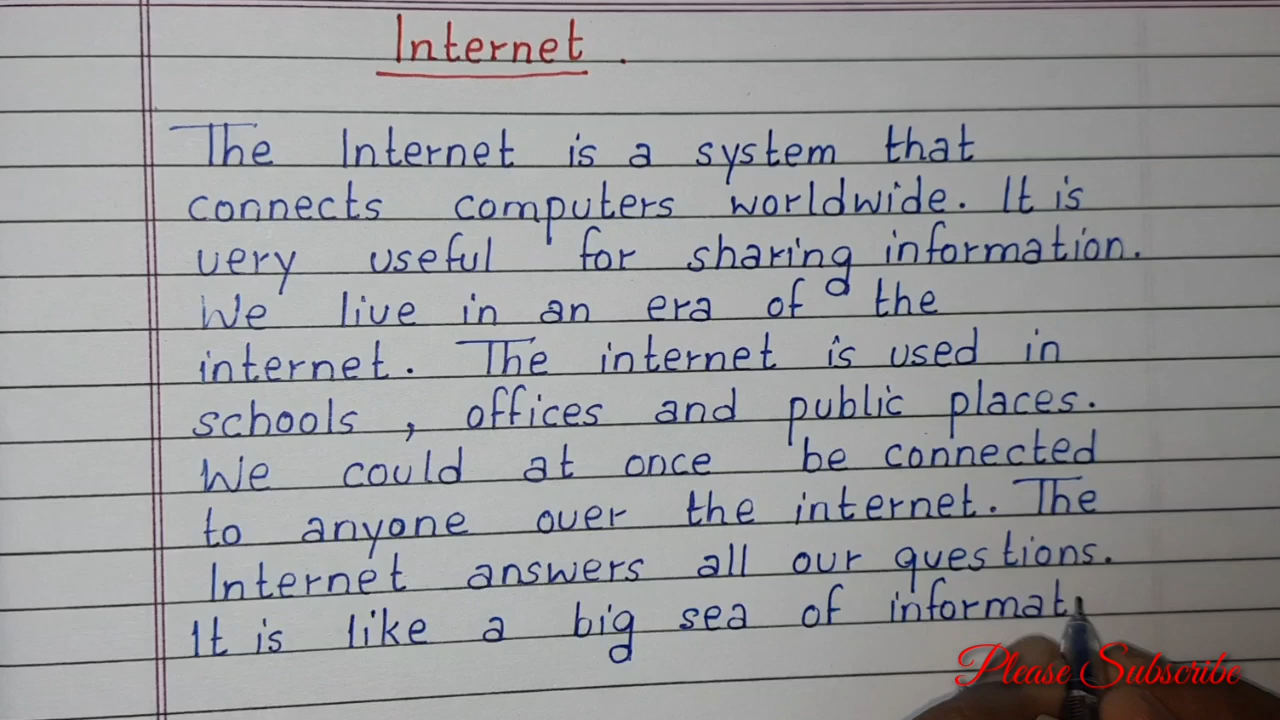 Internet .
The Internet is a system that
connects computers worldwide. It is
very useful for sharing information.
We live in an era of the
internet. The internet is used in
schools , offices and public places.
We could at once be connected
to anyone over the internet. The
Internet answers all our questions.
It is like a big sea of informat
Please Subscribe